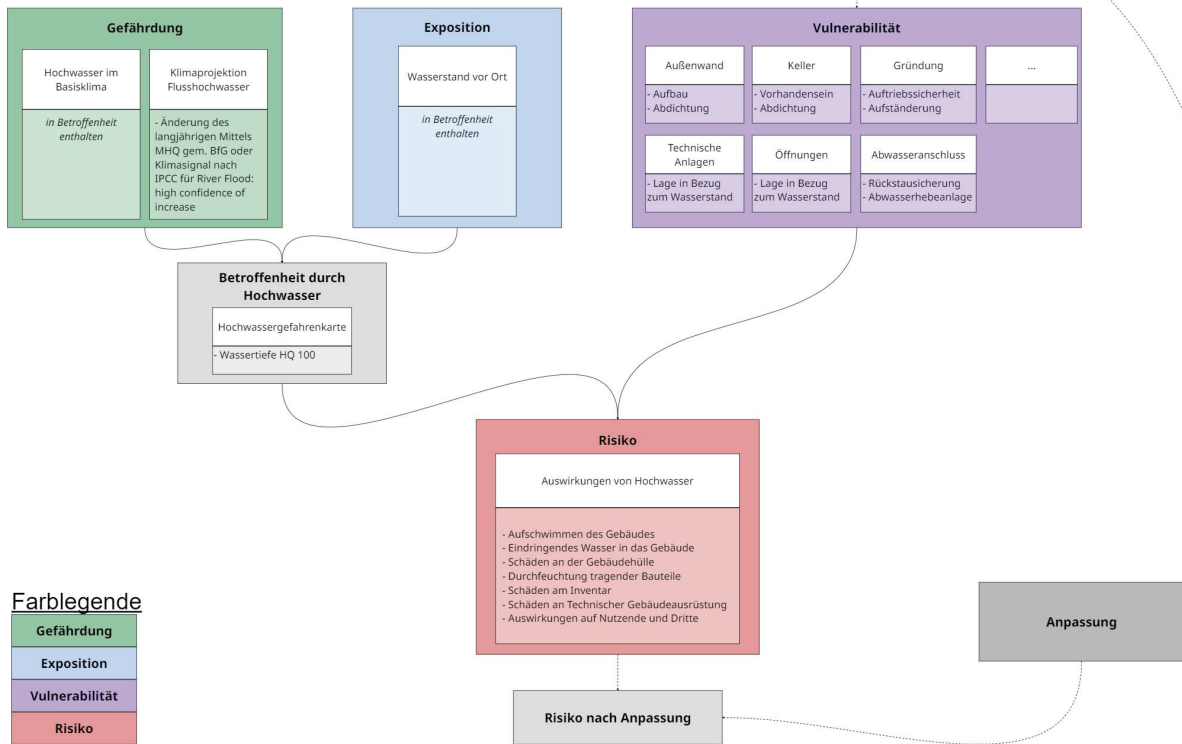 Gefährdung
Hochwasser im
Basisklima
in Betroffenheit
enthalten
Klimaprojektion
Flusshochwasser
- Änderung des
langjährigen Mittels
MHQ gem. BfG oder
Klimasignal nach
IPCC für River Flood:
high confidence of
increase
Exposition
Wasserstand vor Ort
in Betroffenheit
enthalten
Vulnerabilität
Außenwand
- Aufbau
- Abdichtung
Keller
- Vorhandensein
- Abdichtung
Gründung
- Auftriebssicherheit
- Aufständerung
...
Technische
Anlagen
- Lage in Bezug
zum Wasserstand
Öffnungen
- Lage in Bezug
zum Wasserstand
Abwasseranschluss
- Rückstausicherung
- Abwasserhebeanlage
Betroffenheit durch
Hochwasser
Hochwassergefahrenkarte
- Wassertiefe HQ 100
Risiko
Auswirkungen von Hochwasser
- Aufschwimmen des Gebäudes
- Eindringendes Wasser in das Gebäude
- Schäden an der Gebäudehülle
- Durchfeuchtung tragender Bauteile
- Schäden am Inventar
- Schäden an Technischer Gebäudeausrüstung
- Auswirkungen auf Nutzende und Dritte
Farblegende
Gefährdung
Exposition
Vulnerabilität
Risiko
Anpassung
Risiko nach Anpassung